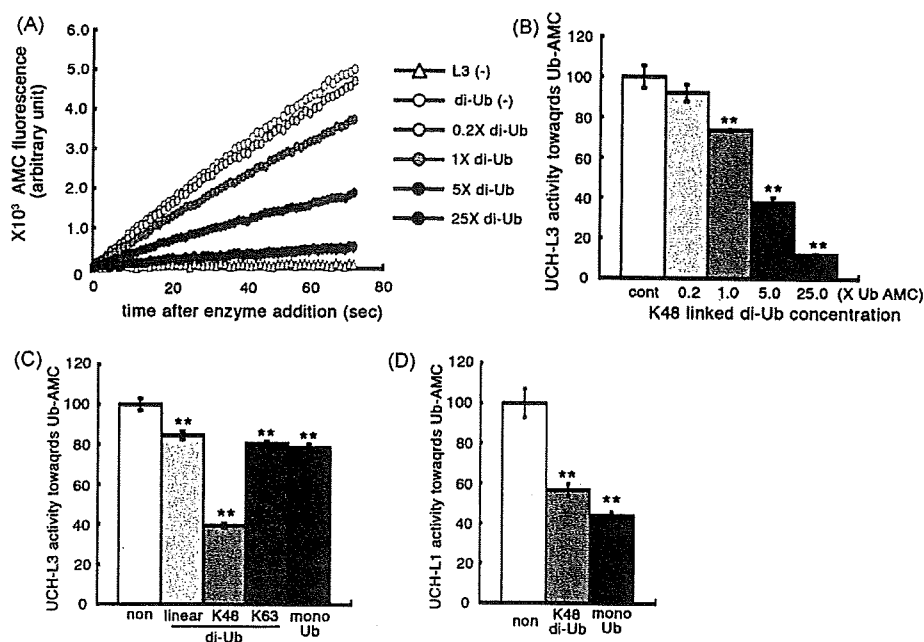 (A)
X10³ AMC fluorescence
(arbitrary unit)
5.0
4.0
3.0
2.0
1.0
0
0
20
40
60
80
time after enzyme addition (sec)
L3 (-)
di-Ub (-)
0.2X di-Ub
1X di-Ub
5X di-Ub
25X di-Ub
(B)
UCH-L3 activity towaqrds Ub-AMC
120
100
80
60
40
20
0
**
**
**
cont 0.2 1.0 5.0 25.0 (X Ub AMC)
K48 linked di-Ub concentration
(C)
UCH-L3 activity towaqrds Ub-AMC
120
100
80
60
40
20
0
**
**
**
**
non linear K48 K63 mono
di-Ub Ub
(D)
UCH-L1 activity towaqrds Ub-AMC
120
100
80
60
40
20
0
**
**
non K48 mono
di-Ub Ub